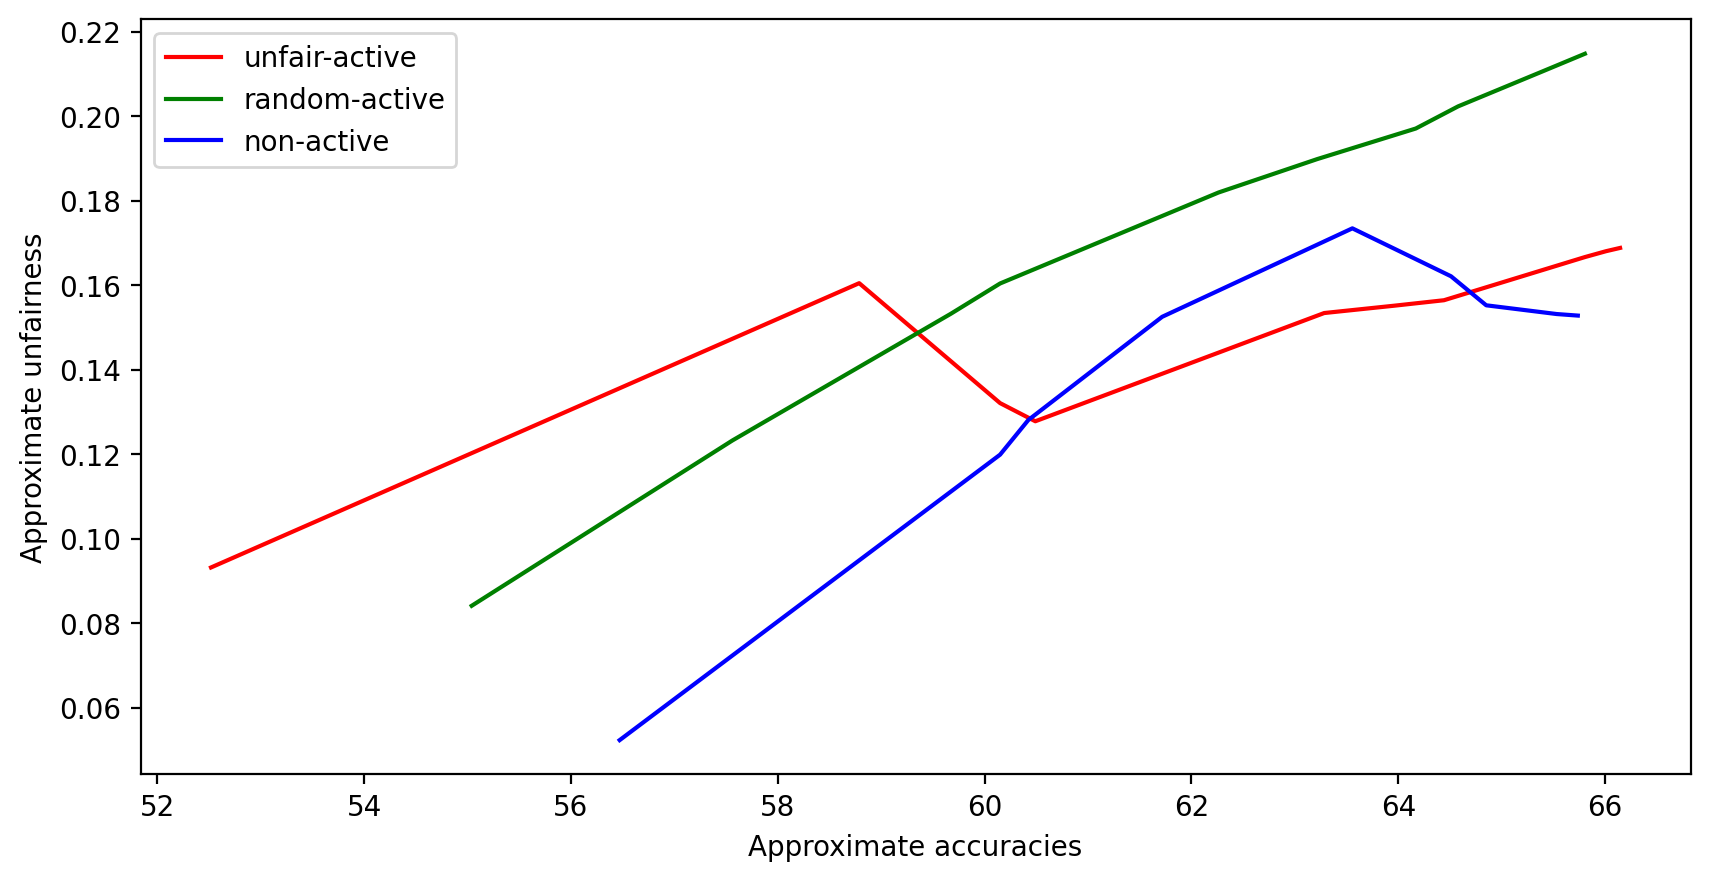 unfair-active
random-active
non-active
0.22
0.20
0.18
0.16
0.14
0.12
0.10
0.08
0.06
Approximate unfairness
52 54 56 58 60 62 64 66
Approximate accuracies